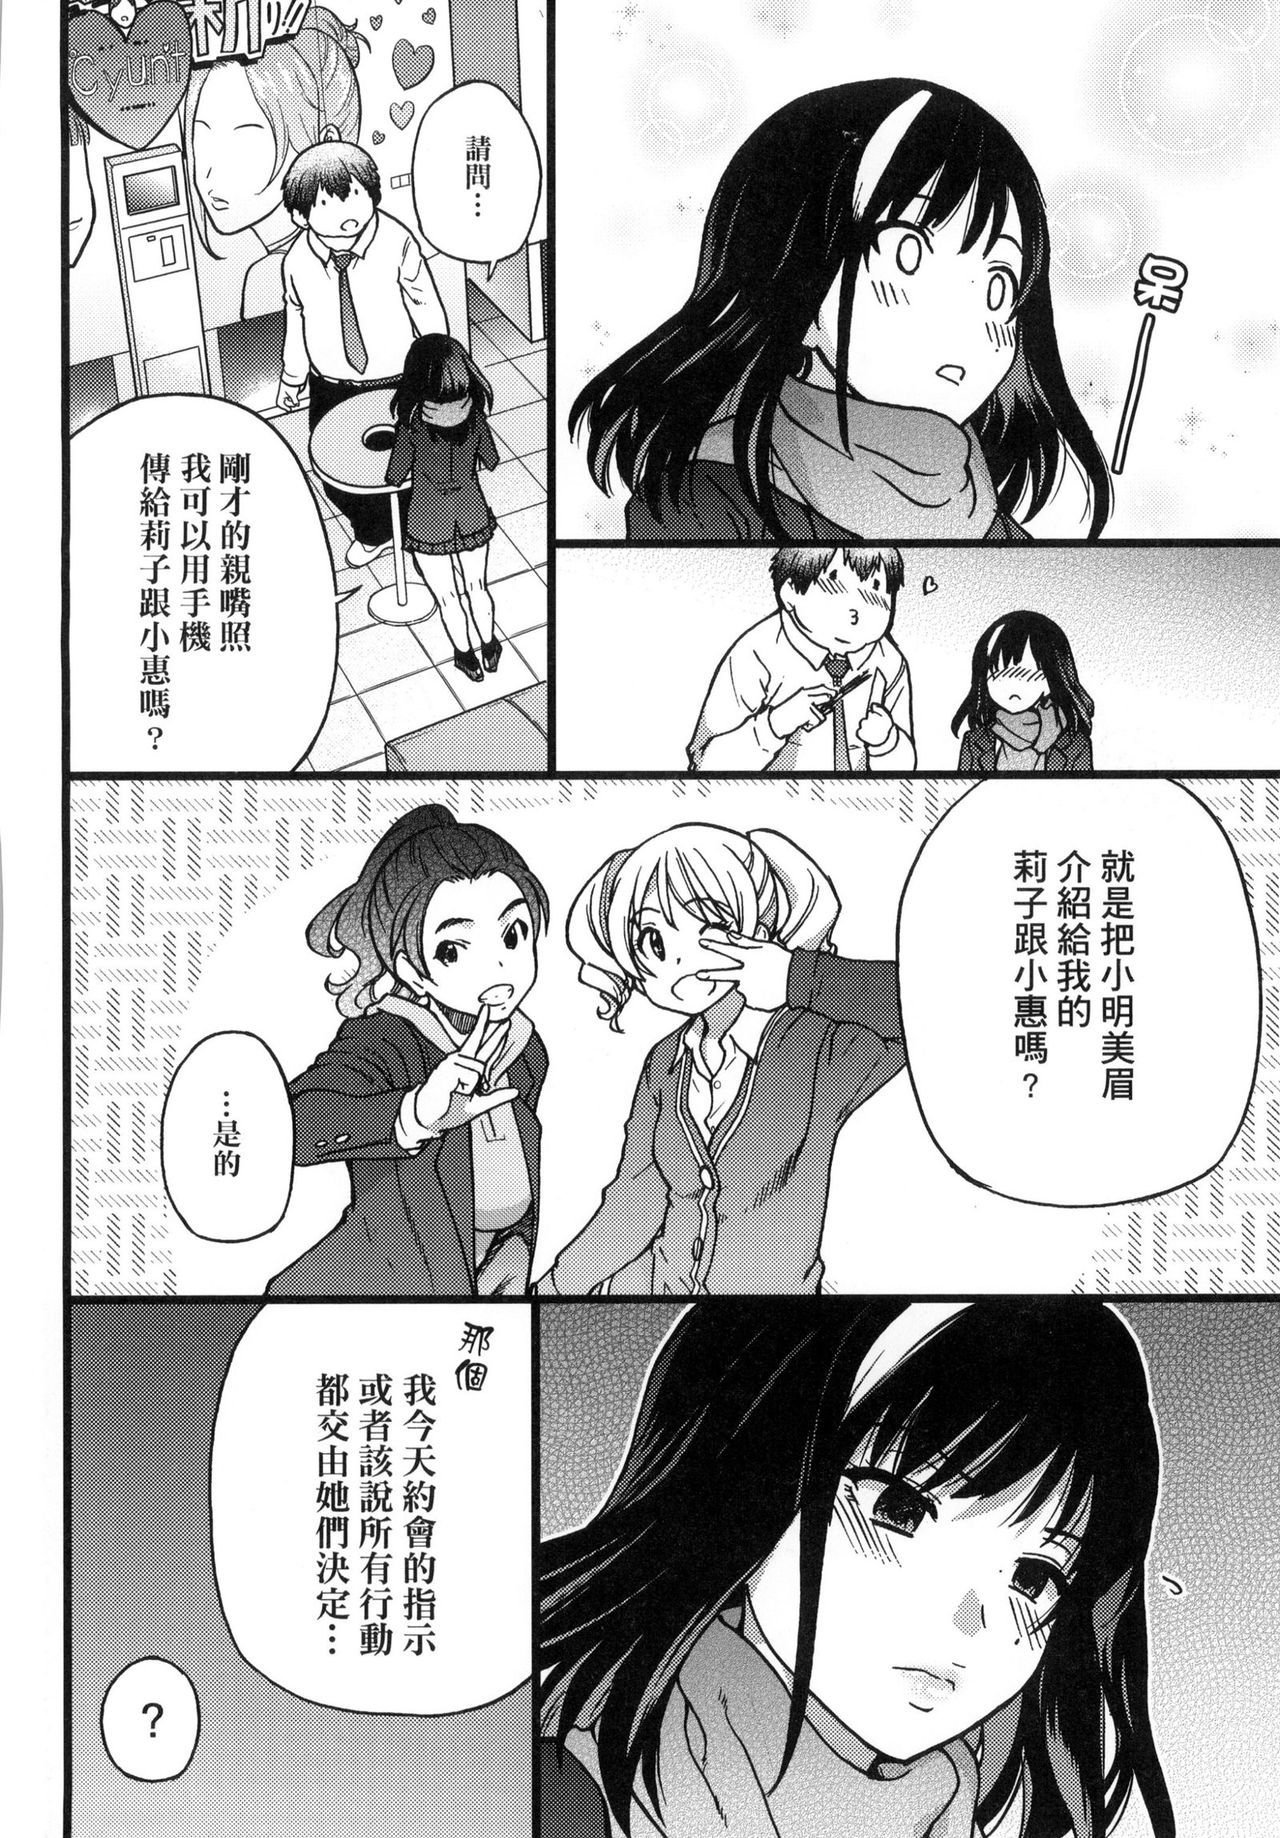 呆
請問…
剛才的親嘴照
我可以用手機
傳給莉子跟小惠嗎？
Cyunt
就是把小明美眉
介紹給我的
莉子跟小惠嗎？
…是的
那個
我今天約會的指示
或者該說所有行動
都交由她們決定…
？